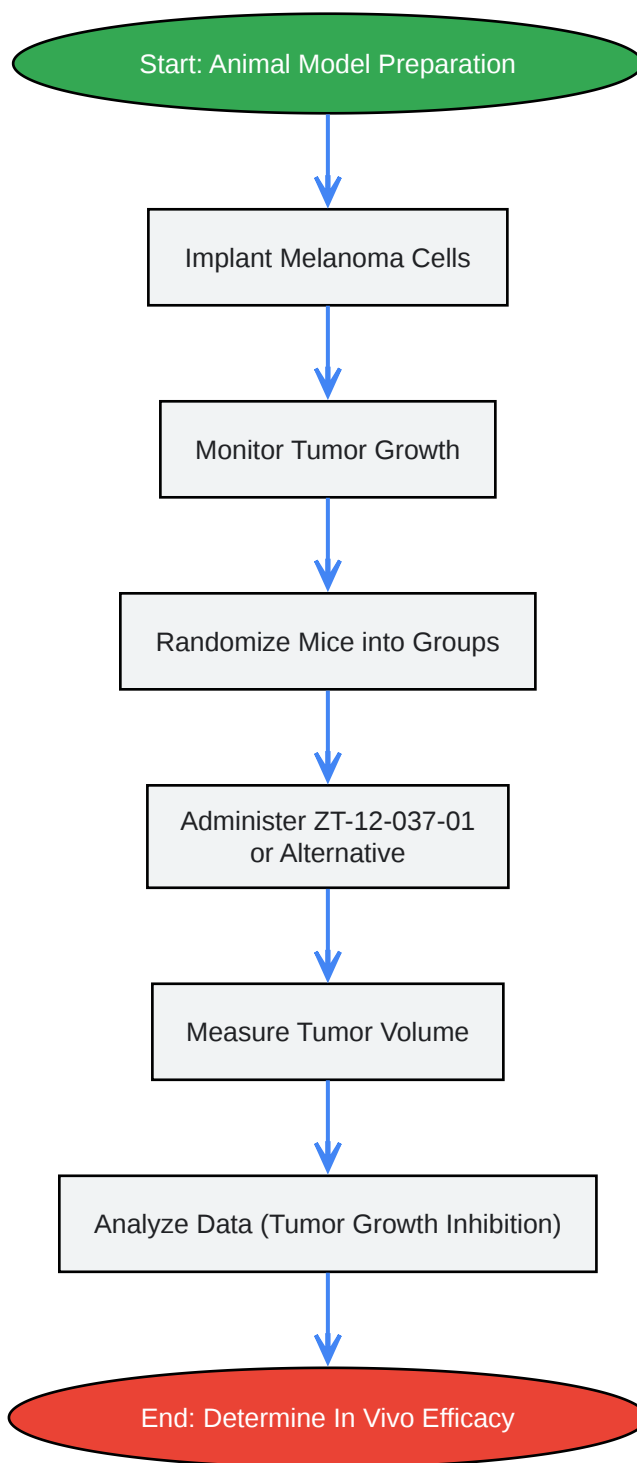 Start: Animal Model Preparation
Implant Melanoma Cells
Monitor Tumor Growth
Randomize Mice into Groups
Administer ZT-12-037-01
or Alternative
Measure Tumor Volume
Analyze Data (Tumor Growth Inhibition)
End: Determine In Vivo Efficacy